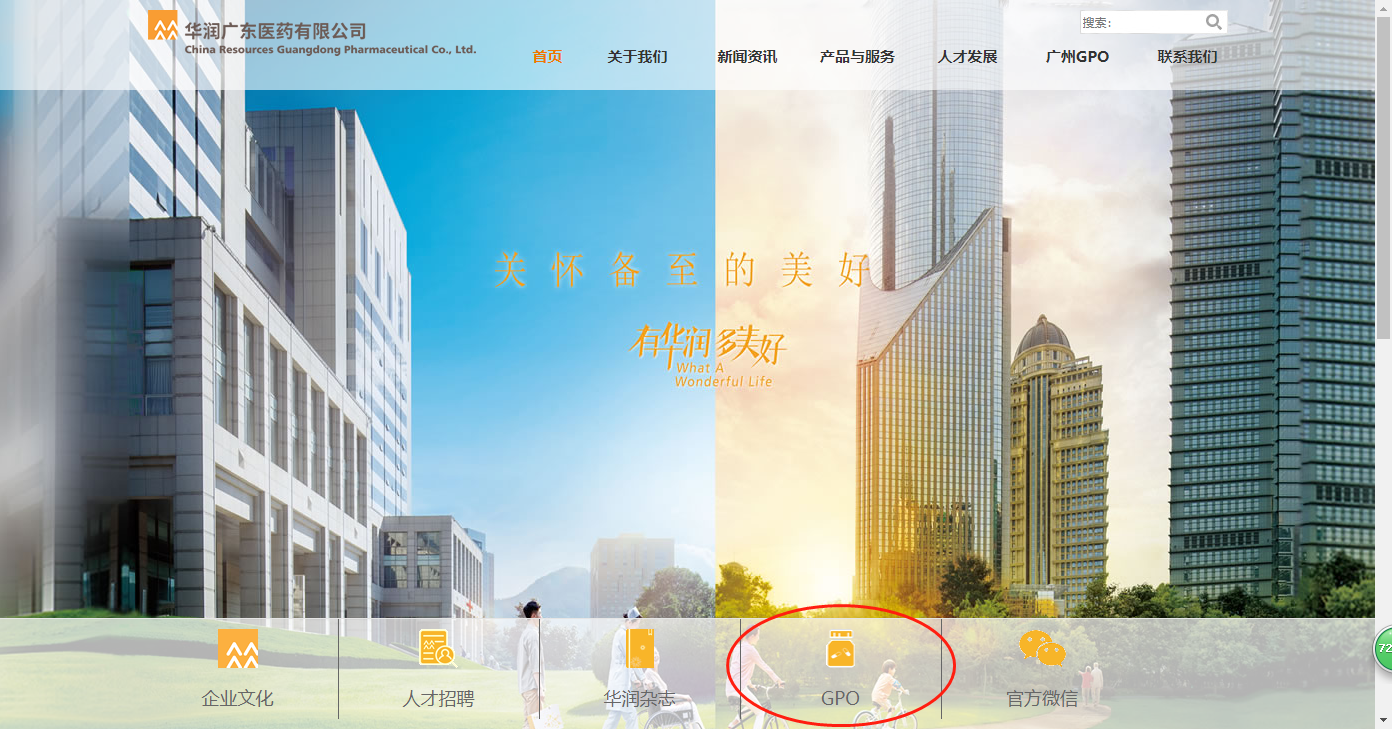 华润广东医药有限公司
China Resources Guangdong Pharmaceutical Co., Ltd.
搜索:
首页 关于我们 新闻资讯 产品与服务 人才发展 广州GPO 联系我们
关怀备至的美好
有华润 多美好
What A
Wonderful Life
72
企业文化 人才招聘 华润杂志 GPO 官方微信